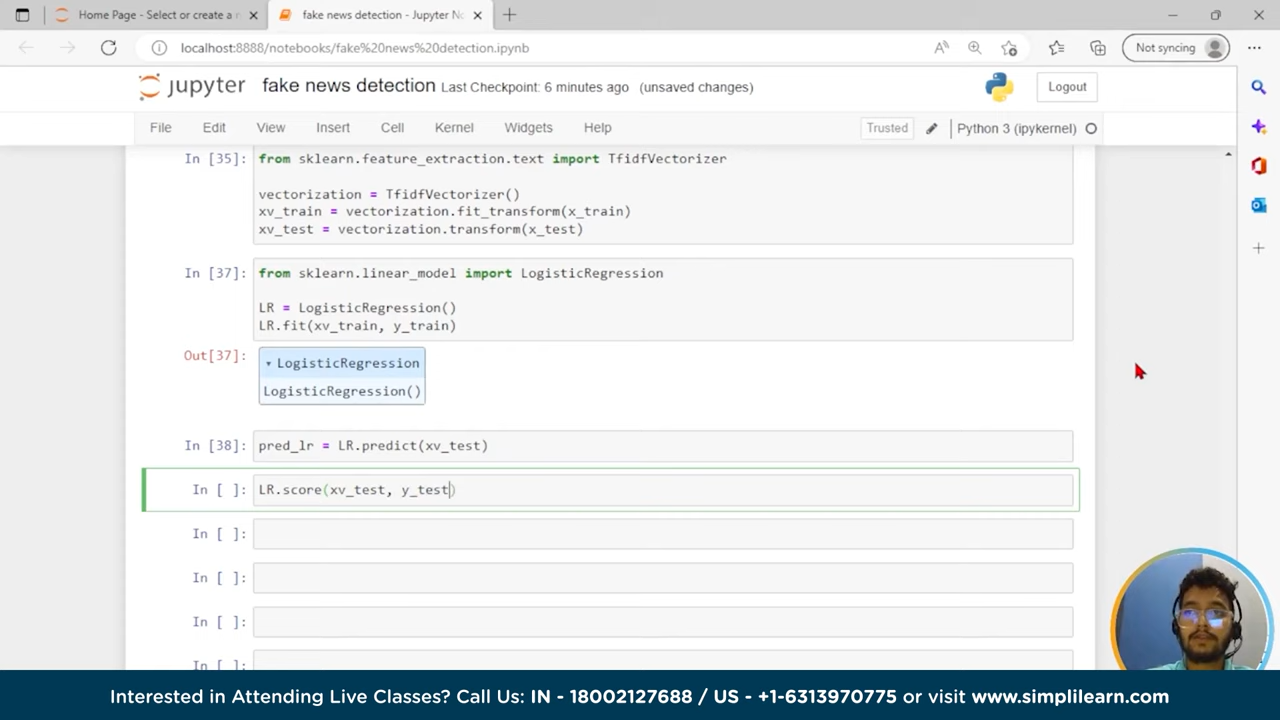 Home Page - Select or create a n
fake news detection - Jupyter No
localhost:8888/notebooks/fake%20news%20detection.ipynb
Not syncing
jupyter fake news detection Last Checkpoint: 6 minutes ago (unsaved changes)
Logout
File Edit View Insert Cell Kernel Widgets Help
Trusted Python 3 (ipykernel)
In [35]: from sklearn.feature_extraction.text import TfidfVectorizer
vectorization = TfidfVectorizer()
xv_train = vectorization.fit_transform(x_train)
xv_test = vectorization.transform(x_test)
In [37]: from sklearn.linear_model import LogisticRegression
LR = LogisticRegression()
LR.fit(xv_train, y_train)
Out[37]: LogisticRegression
LogisticRegression()
In [38]: pred_lr = LR.predict(xv_test)
In [ ]: LR.score(xv_test, y_test)
In [ ]:
In [ ]:
In [ ]:
In [ ]:
Interested in Attending Live Classes? Call Us: IN - 18002127688 / US - +1-6313970775 or visit www.simplilearn.com